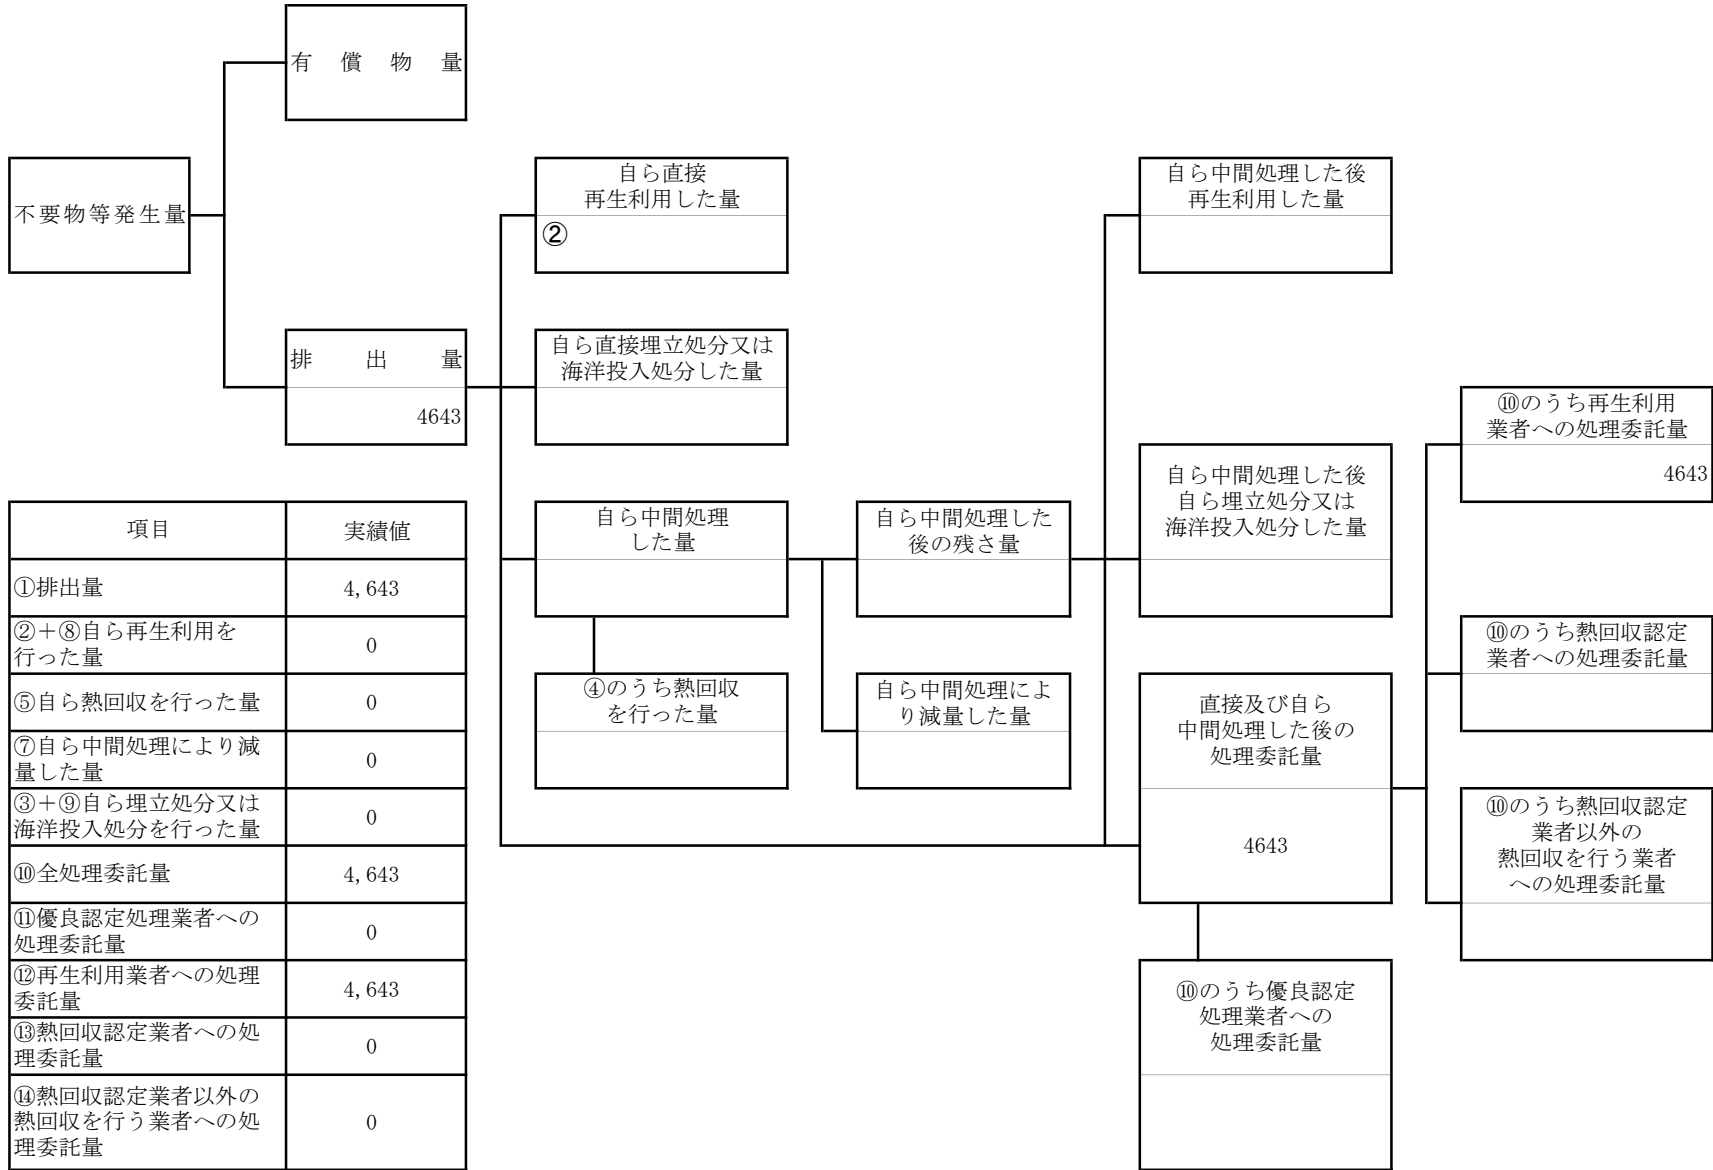 有償物量
不要物等発生量
自ら直接
再生利用した量
②
自ら中間処理した後
再生利用した量
排出量
4643
自ら直接埋立処分又は
海洋投入処分した量
⑩のうち再生利用
業者への処理委託量
4643
自ら中間処理
した量
自ら中間処理した
後の残さ量
自ら中間処理した後
自ら埋立処分又は
海洋投入処分した量
④のうち熱回収
を行った量
自ら中間処理によ
り減量した量
直接及び自ら
中間処理した後の
処理委託量
4643
⑩のうち熱回収認定
業者への処理委託量
⑩のうち熱回収認定
業者以外の
熱回収を行う業者
への処理委託量
⑩のうち優良認定
処理業者への
処理委託量
項目 実績値
①排出量 4,643
②+⑧自ら再生利用を
行った量 0
⑤自ら熱回収を行った量 0
⑦自ら中間処理により減
量した量 0
③+⑨自ら埋立処分又は
海洋投入処分を行った量 0
⑩全処理委託量 4,643
⑪優良認定処理業者への
処理委託量 0
⑫再生利用業者への処理
委託量 4,643
⑬熱回収認定業者への処
理委託量 0
⑭熱回収認定業者以外の
熱回収を行う業者への処
理委託量 0